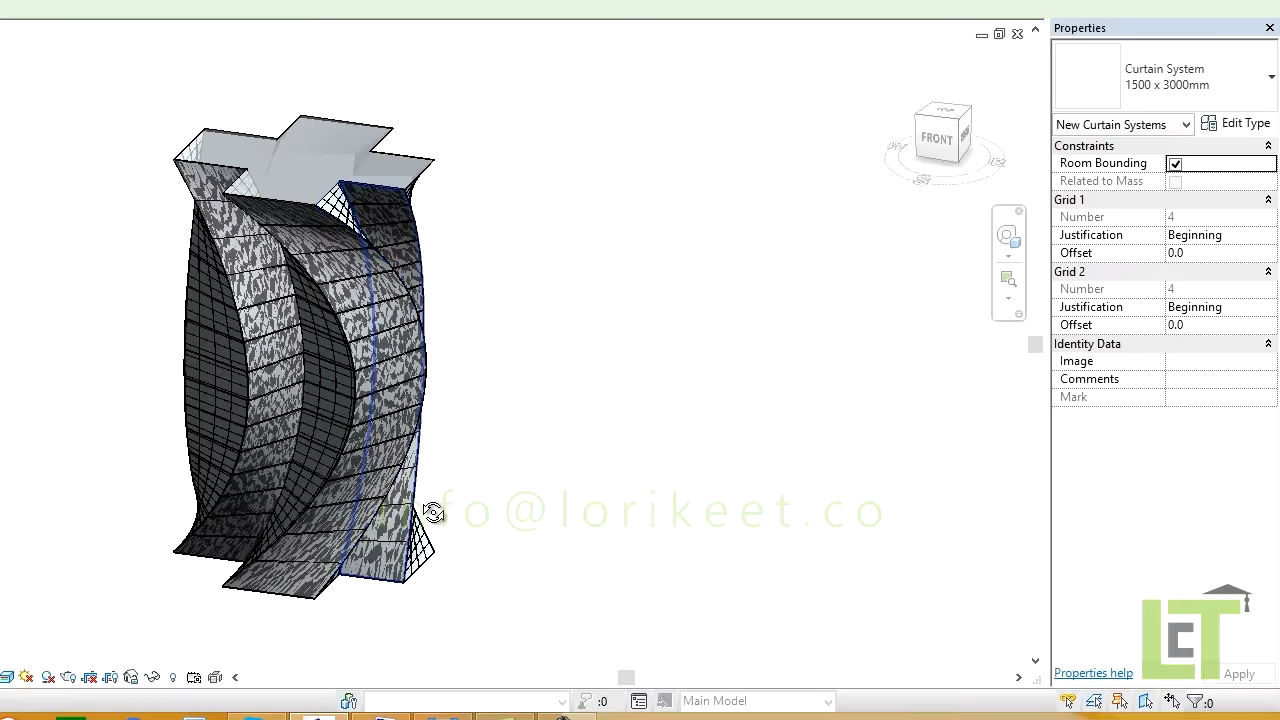 Properties
Curtain System
1500 x 3000mm
New Curtain Systems
Edit Type
Constraints
Room Bounding
Related to Mass
Grid 1
Number 4
Justification Beginning
Offset 0.0
Grid 2
Number 4
Justification Beginning
Offset 0.0
Identity Data
Image
Comments
Mark
FRONT
fo@lorikeet.co
LCT
Properties help
Apply
:0
Main Model
:0